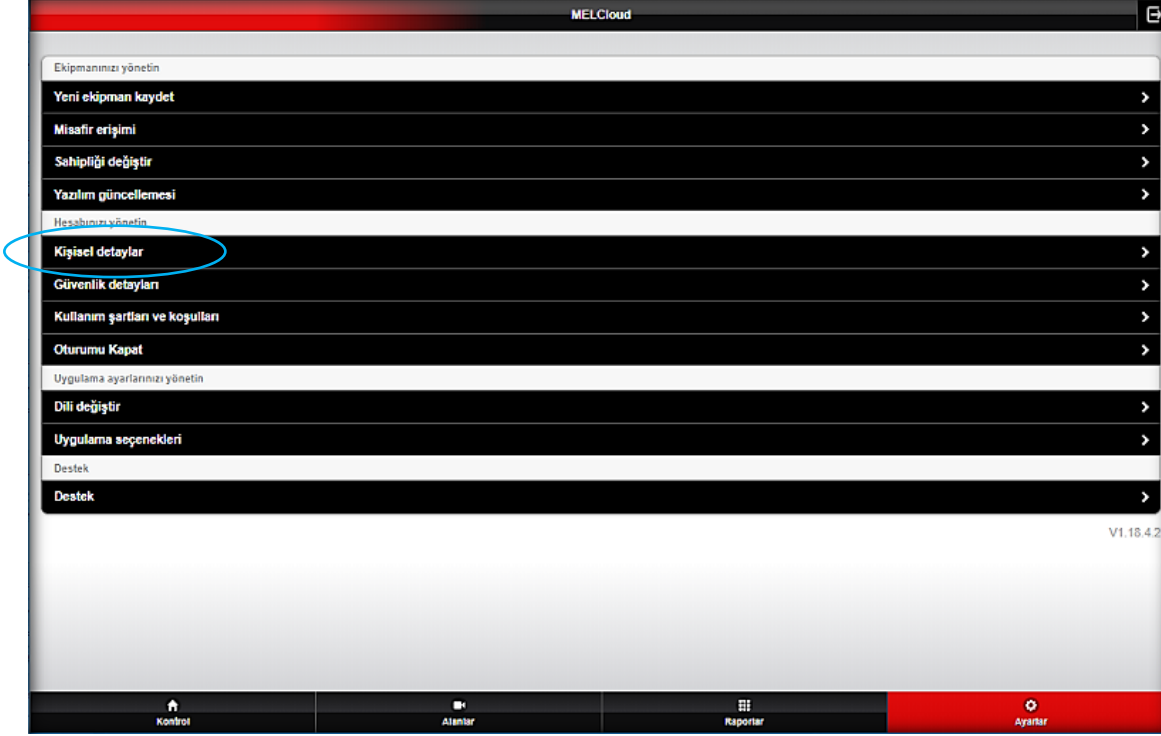 MELCloud
Ekipmanınızı yönetin
Yeni ekipman kaydet
Misafir erişimi
Sahipliği değiştir
Yazılım güncellemesi
Hesabınızı yönetin
Kişisel detaylar
Güvenlik detayları
Kullanım şartları ve koşulları
Oturumu Kapat
Uygulama ayarlarınızı yönetin
Dili değiştir
Uygulama seçenekleri
Destek
Destek
V1.18.4.2
Kontrol Alanlar Raporlar Ayarlar